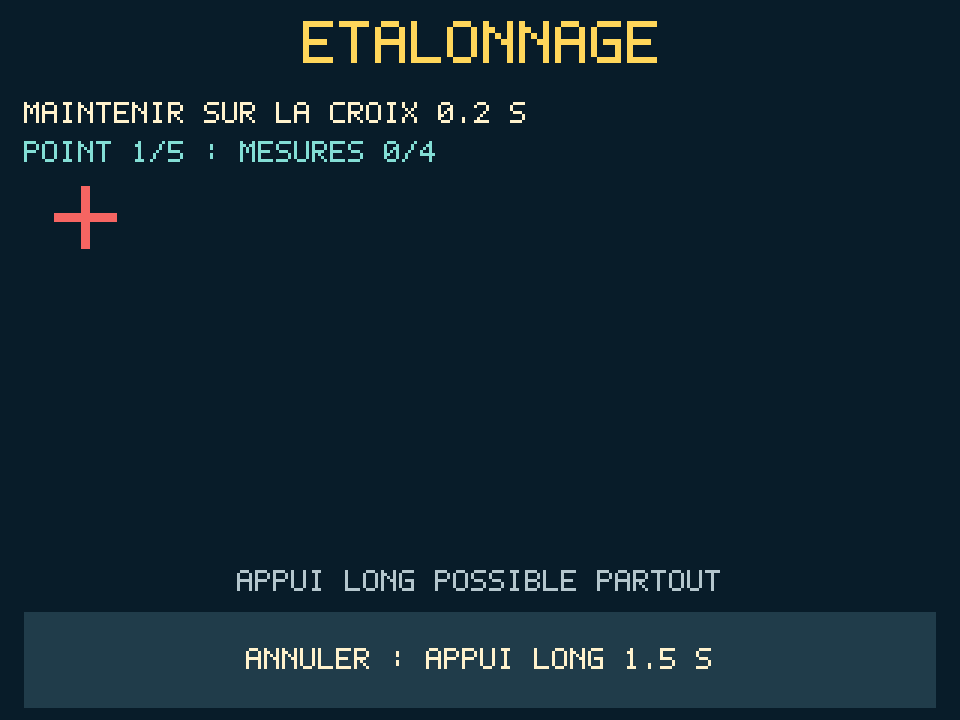 ETALONNAGE
MAINTENIR SUR LA CROIX 0.2 S
POINT 1/5 : MESURES 0/4
APPUI LONG POSSIBLE PARTOUT
ANNULER : APPUI LONG 1.5 S